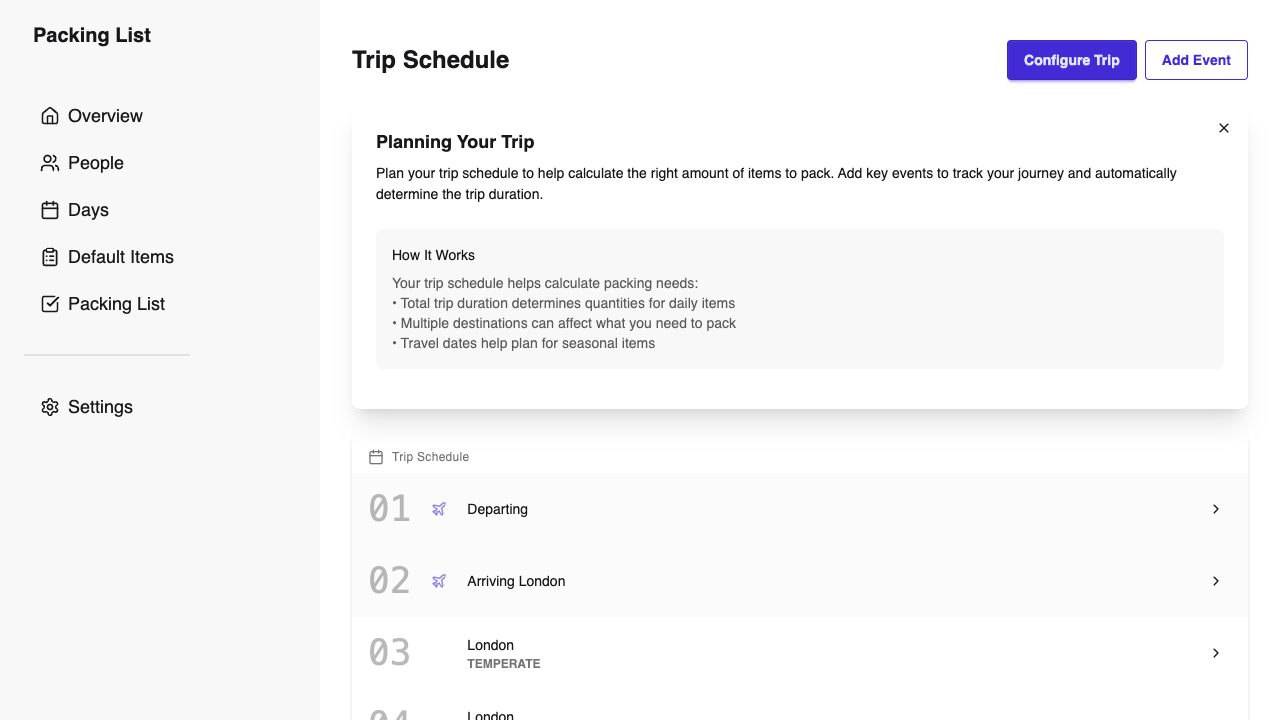 Packing List
Overview
People
Days
Default Items
Packing List
Settings
Trip Schedule
Configure Trip
Add Event
Planning Your Trip
Plan your trip schedule to help calculate the right amount of items to pack. Add key events to track your journey and automatically
determine the trip duration.
How It Works
Your trip schedule helps calculate packing needs:
• Total trip duration determines quantities for daily items
• Multiple destinations can affect what you need to pack
• Travel dates help plan for seasonal items
Trip Schedule
01 Departing
02 Arriving London
03 London
TEMPERATE
04 London